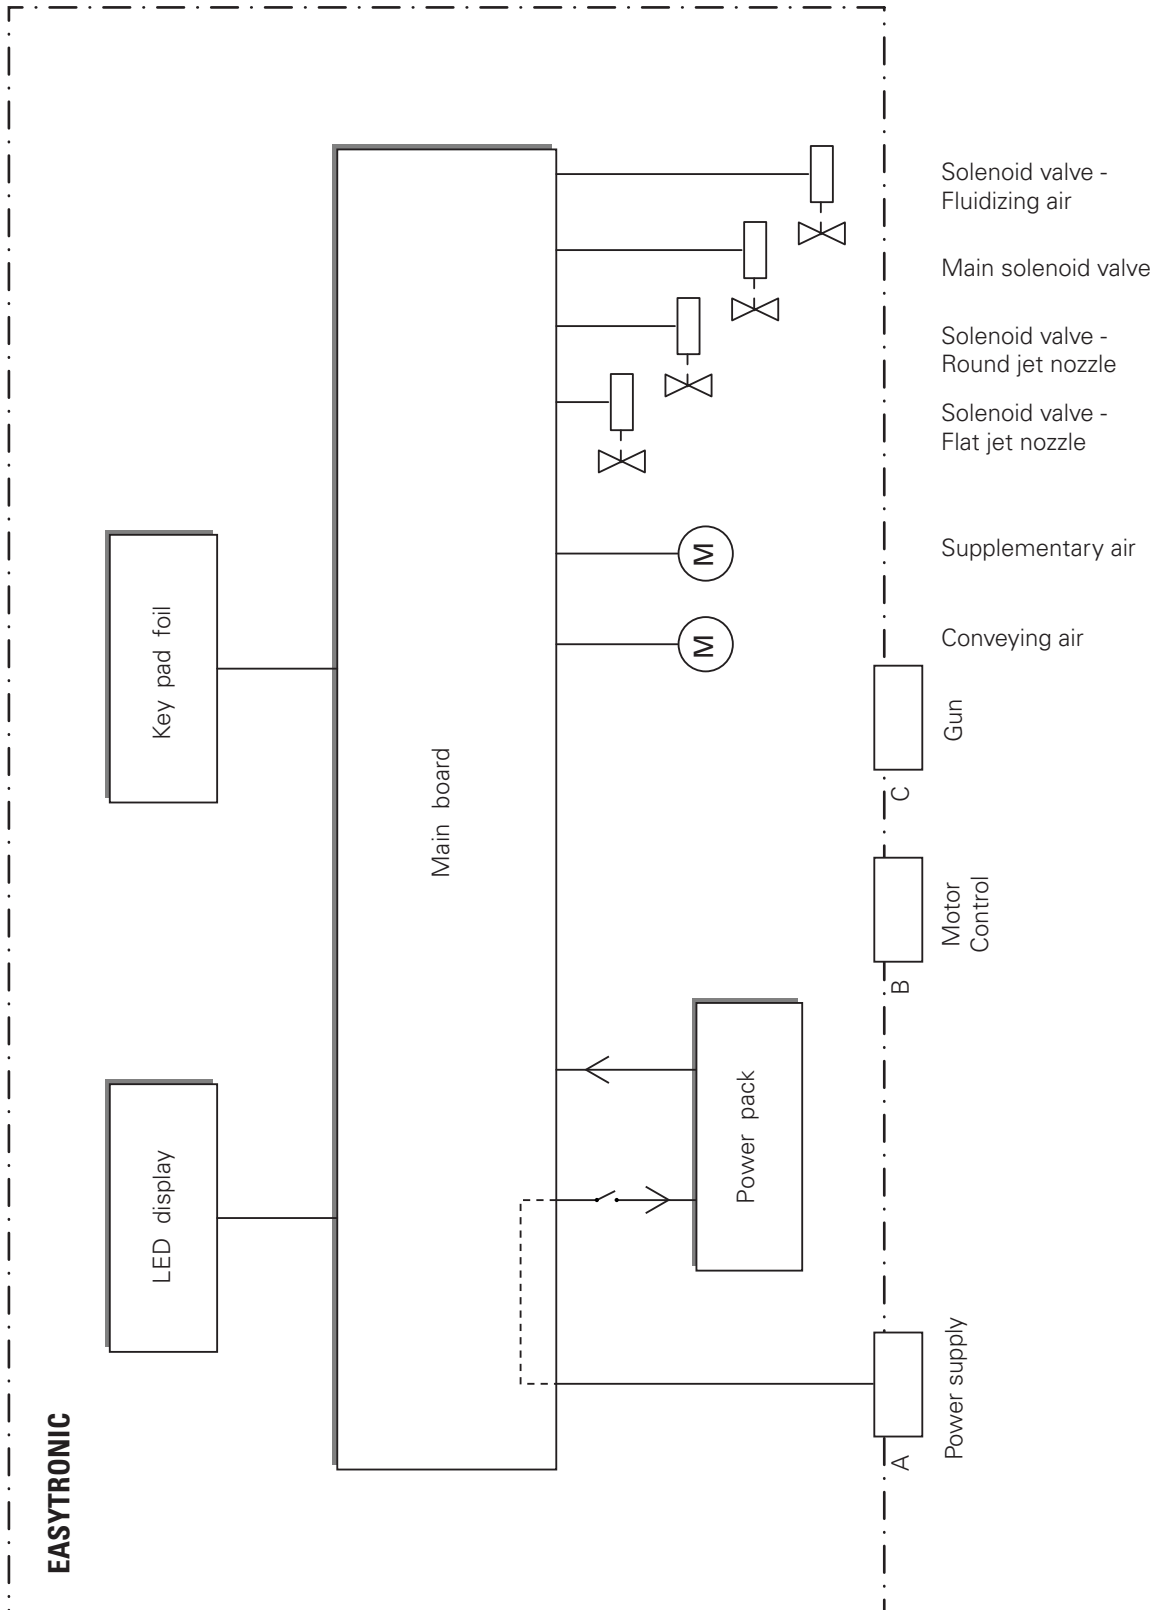 EASYTRONIC
LED display
Key pad foil
Main board
Power pack
M
M
A
B
C
Power supply
Motor
Control
Gun
Conveying air
Supplementary air
Solenoid valve -
Flat jet nozzle
Solenoid valve -
Round jet nozzle
Main solenoid valve
Solenoid valve -
Fluidizing air